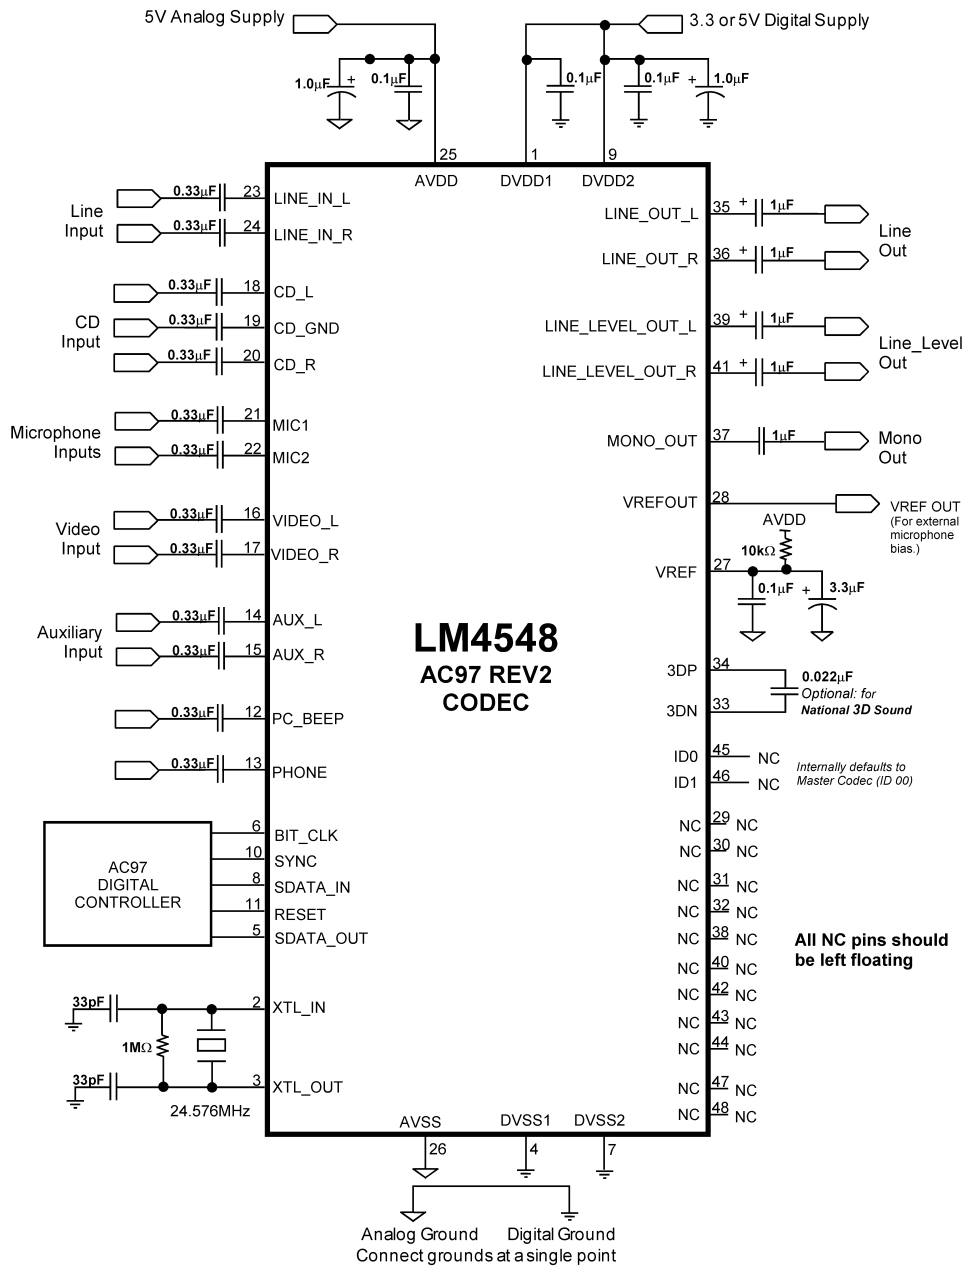 5V Analog Supply
3.3 or 5V Digital Supply
1.0µF +
0.1µF
0.1µF
0.1µF
+ 1.0µF
25
1
9
AVDD
DVDD1
DVDD2
Line
Input
0.33µF
23
LINE_IN_L
0.33µF
24
LINE_IN_R
CD
Input
0.33µF
18
CD_L
0.33µF
19
CD_GND
0.33µF
20
CD_R
Microphone
Inputs
0.33µF
21
MIC1
0.33µF
22
MIC2
Video
Input
0.33µF
16
VIDEO_L
0.33µF
17
VIDEO_R
Auxiliary
Input
0.33µF
14
AUX_L
0.33µF
15
AUX_R
0.33µF
12
PC_BEEP
0.33µF
13
PHONE
AC97
DIGITAL
CONTROLLER
6
BIT_CLK
10
SYNC
8
SDATA_IN
11
RESET
5
SDATA_OUT
33pF
2
XTL_IN
1MΩ
33pF
3
XTL_OUT
24.576MHz
LM4548
AC97 REV2
CODEC
LINE_OUT_L
35
+
1µF
LINE_OUT_R
36
+
1µF
Line
Out
LINE_LEVEL_OUT_L
39
+
1µF
LINE_LEVEL_OUT_R
41
+
1µF
Line_Level
Out
MONO_OUT
37
1µF
Mono
Out
VREFOUT
28
VREF OUT
(For external
microphone
bias.)
AVDD
10kΩ
VREF
27
0.1µF
+
3.3µF
3DP
34
0.022µF
Optional: for
National 3D Sound
3DN
33
ID0
45
NC
ID1
46
NC
Internally defaults to
Master Codec (ID 00)
NC 29 NC
NC 30 NC
NC 31 NC
NC 32 NC
NC 38 NC
NC 40 NC
NC 42 NC
NC 43 NC
NC 44 NC
NC 47 NC
NC 48 NC
All NC pins should
be left floating
AVSS
DVSS1
DVSS2
26
4
7
Analog Ground
Digital Ground
Connect grounds at a single point